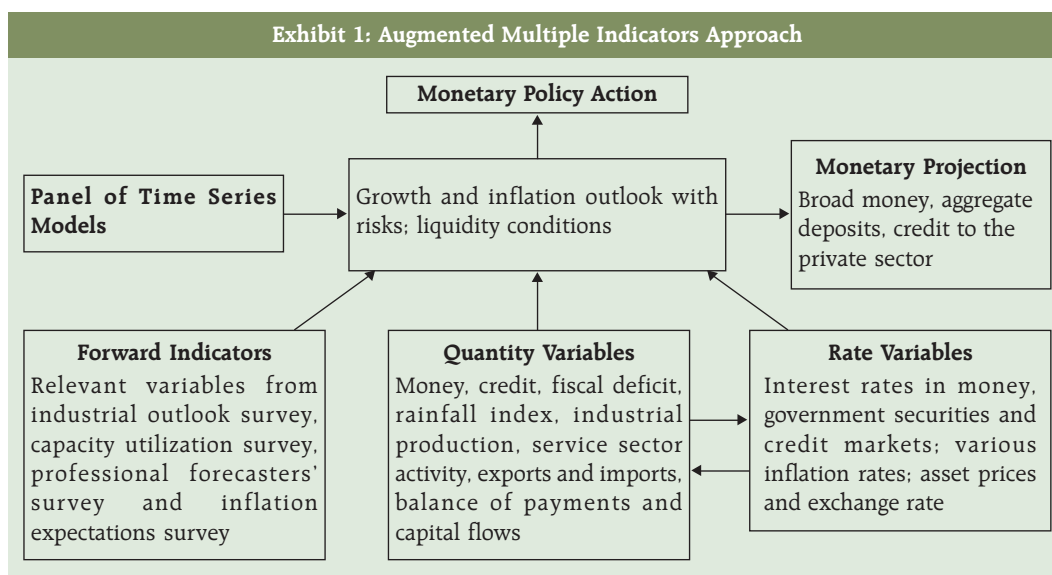 Exhibit 1: Augmented Multiple Indicators Approach
Monetary Policy Action
Panel of Time Series
Models
Growth and inflation outlook with
risks; liquidity conditions
Monetary Projection
Broad money, aggregate
deposits, credit to the
private sector
Forward Indicators
Relevant variables from
industrial outlook survey,
capacity utilization survey,
professional forecasters'
survey and inflation
expectations survey
Quantity Variables
Money, credit, fiscal deficit,
rainfall index, industrial
production, service sector
activity, exports and imports,
balance of payments and
capital flows
Rate Variables
Interest rates in money,
government securities and
credit markets; various
inflation rates; asset prices
and exchange rate